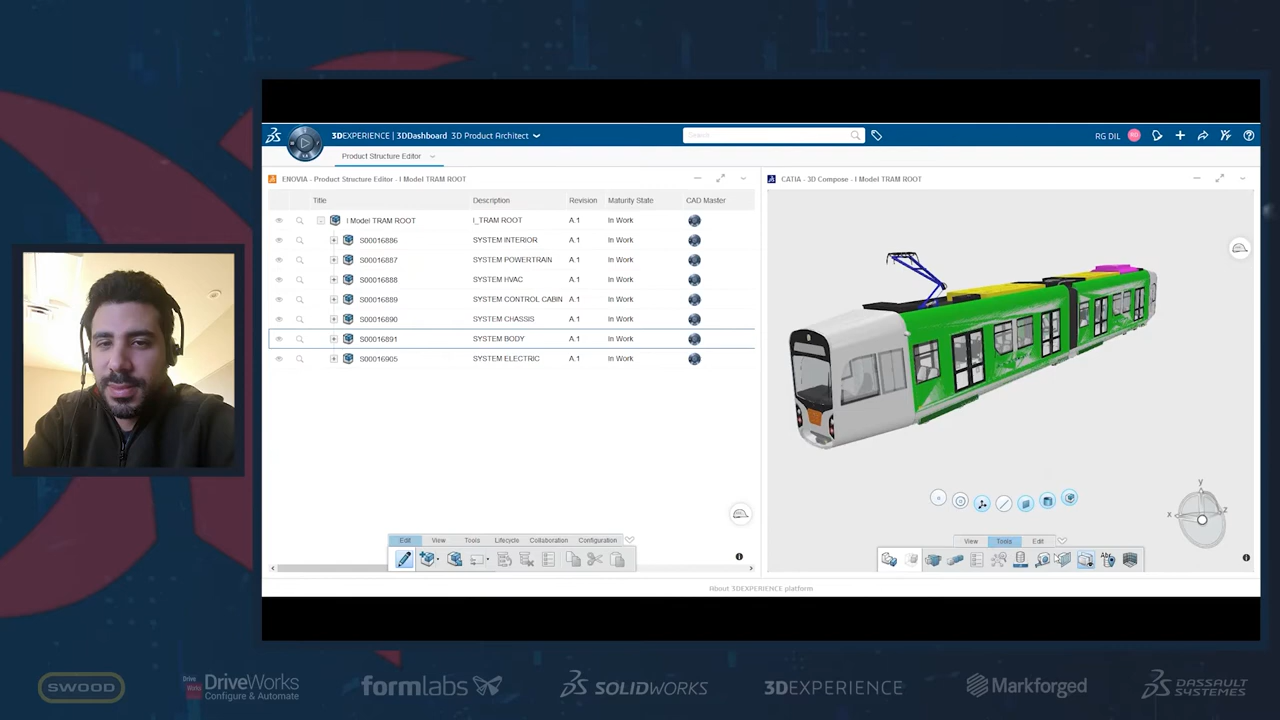 3DEXPERIENCE | 3DDashboard 3D Product Architect
Search
RG DIL
Product Structure Editor
ENOVIA - Product Structure Editor - I Model TRAM ROOT
Title Description Revision Maturity State CAD Master
I Model TRAM ROOT I_TRAM ROOT A.1 In Work
S00016886 SYSTEM INTERIOR A.1 In Work
S00016887 SYSTEM POWERTRAIN A.1 In Work
S00016888 SYSTEM HVAC A.1 In Work
S00016889 SYSTEM CONTROL CABIN A.1 In Work
S00016890 SYSTEM CHASSIS A.1 In Work
S00016891 SYSTEM BODY A.1 In Work
S00016905 SYSTEM ELECTRIC A.1 In Work
Edit View Tools Lifecycle Collaboration Configuration
CATIA - 3D Compose - I Model TRAM ROOT
y
x
z
View Tools Edit
About 3DEXPERIENCE platform
SWOOD
Drive Works
DriveWorks
Configure & Automate
formlabs
SOLIDWORKS
3DEXPERIENCE
Markforged
DASSAULT SYSTEMES